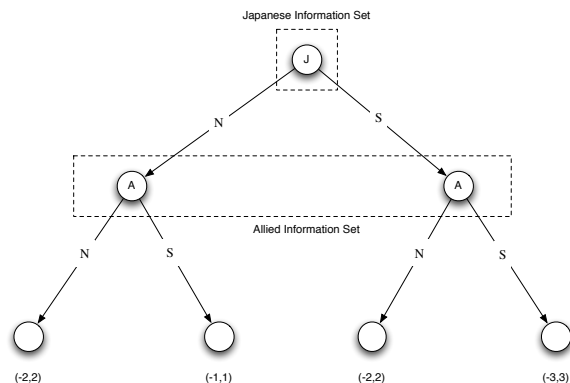 Japanese Information Set
J
N
S
A
A
Allied Information Set
N
S
N
S
(-2,2)
(-1,1)
(-2,2)
(-3,3)